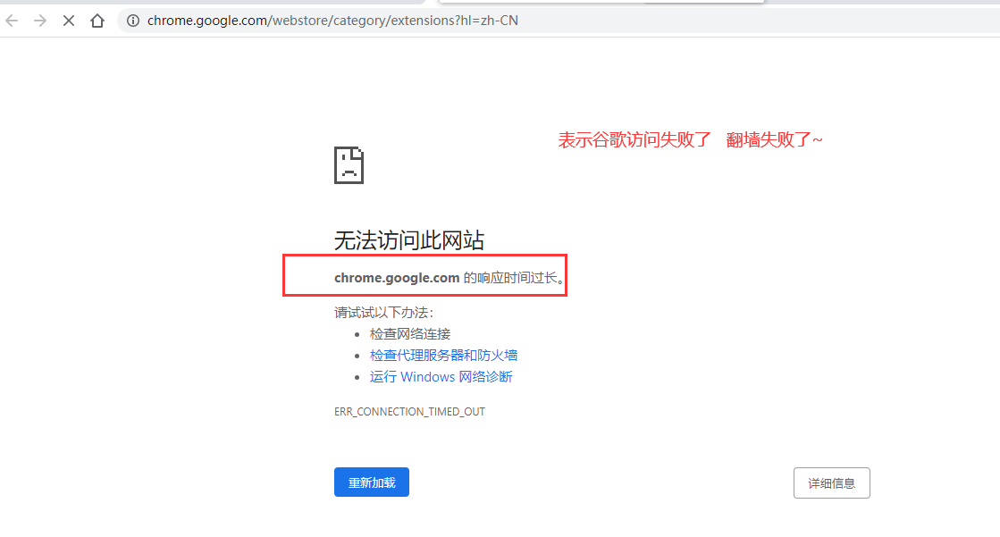 chrome.google.com/webstore/category/extensions?hl=zh-CN
表示谷歌访问失败了 翻墙失败了~
无法访问此网站
chrome.google.com 的响应时间过长。
请试试以下办法：
检查网络连接
检查代理服务器和防火墙
运行 Windows 网络诊断
ERR_CONNECTION_TIMED_OUT
重新加载
详细信息